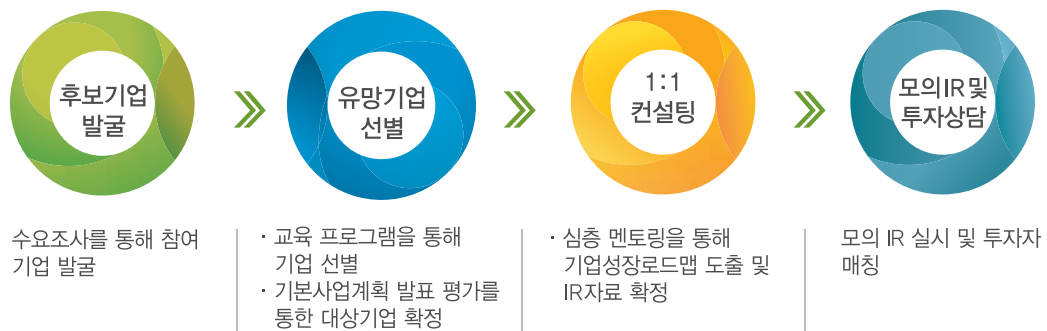 후보기업
발굴
유망기업
선별
1:1
컨설팅
모의IR및
투자상담
수요조사를 통해 참여
기업 발굴
· 교육 프로그램을 통해
기업 선별
· 기본사업계획 발표 평가를
통한 대상기업 확정
· 심층 멘토링을 통해
기업성장로드맵 도출 및
IR자료 확정
모의 IR 실시 및 투자자
매칭